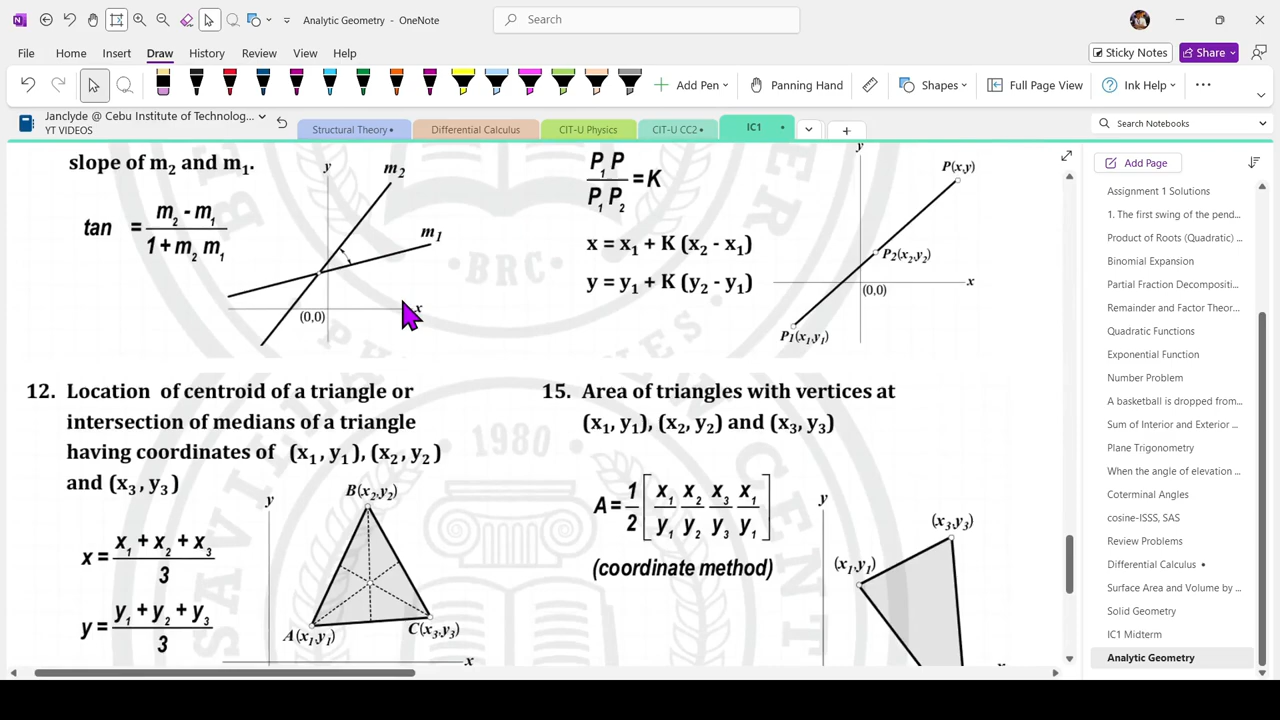 Analytic Geometry - OneNote
Search
File Home Insert Draw History Review View Help
Sticky Notes
Share
Add Pen
Panning Hand
Shapes
Full Page View
Ink Help
Janclyde @ Cebu Institute of Technolog...
YT VIDEOS
Structural Theory
Differential Calculus
CIT-U Physics
CIT-U CC2
IC1
Search Notebooks
slope of m₂ and m₁.
tan = (m₂ - m₁) / (1 + m₂ m₁)
y
m₂
m₁
(0,0)
x
P₁P / P₁P₂ = K
x = x₁ + K (x₂ - x₁)
y = y₁ + K (y₂ - y₁)
y
P(x,y)
P₂(x₂,y₂)
x
(0,0)
P₁(x₁,y₁)
BRC
1980
12. Location of centroid of a triangle or
intersection of medians of a triangle
having coordinates of (x₁, y₁), (x₂, y₂)
and (x₃, y₃)
x = (x₁ + x₂ + x₃) / 3
y = (y₁ + y₂ + y₃) / 3
y
B(x₂,y₂)
A(x₁,y₁)
C(x₃,y₃)
x
15. Area of triangles with vertices at
(x₁, y₁), (x₂, y₂) and (x₃, y₃)
A = 1/2 [ x₁ x₂ x₃ x₁
y₁ y₂ y₃ y₁ ]
(coordinate method)
y
(x₃,y₃)
(x₁,y₁)
Add Page
Assignment 1 Solutions
1. The first swing of the pend...
Product of Roots (Quadratic) ...
Binomial Expansion
Partial Fraction Decompositi...
Remainder and Factor Theor...
Quadratic Functions
Exponential Function
Number Problem
A basketball is dropped from...
Sum of Interior and Exterior ...
Plane Trigonometry
When the angle of elevation ...
Coterminal Angles
cosine-ISSS, SAS
Review Problems
Differential Calculus
Surface Area and Volume by ...
Solid Geometry
IC1 Midterm
Analytic Geometry